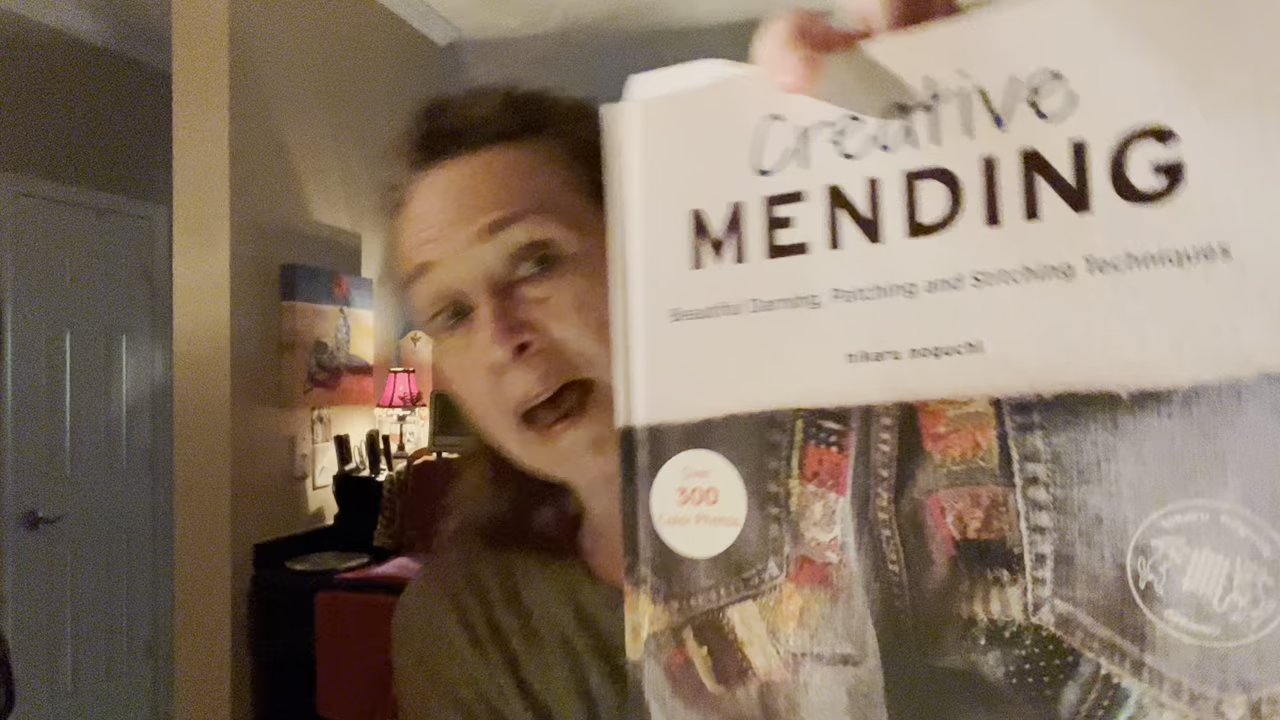 Creative
MENDING
Beautiful Darning, Patching and Stitching Techniques
hikaru noguchi
Over
300
Color Photos